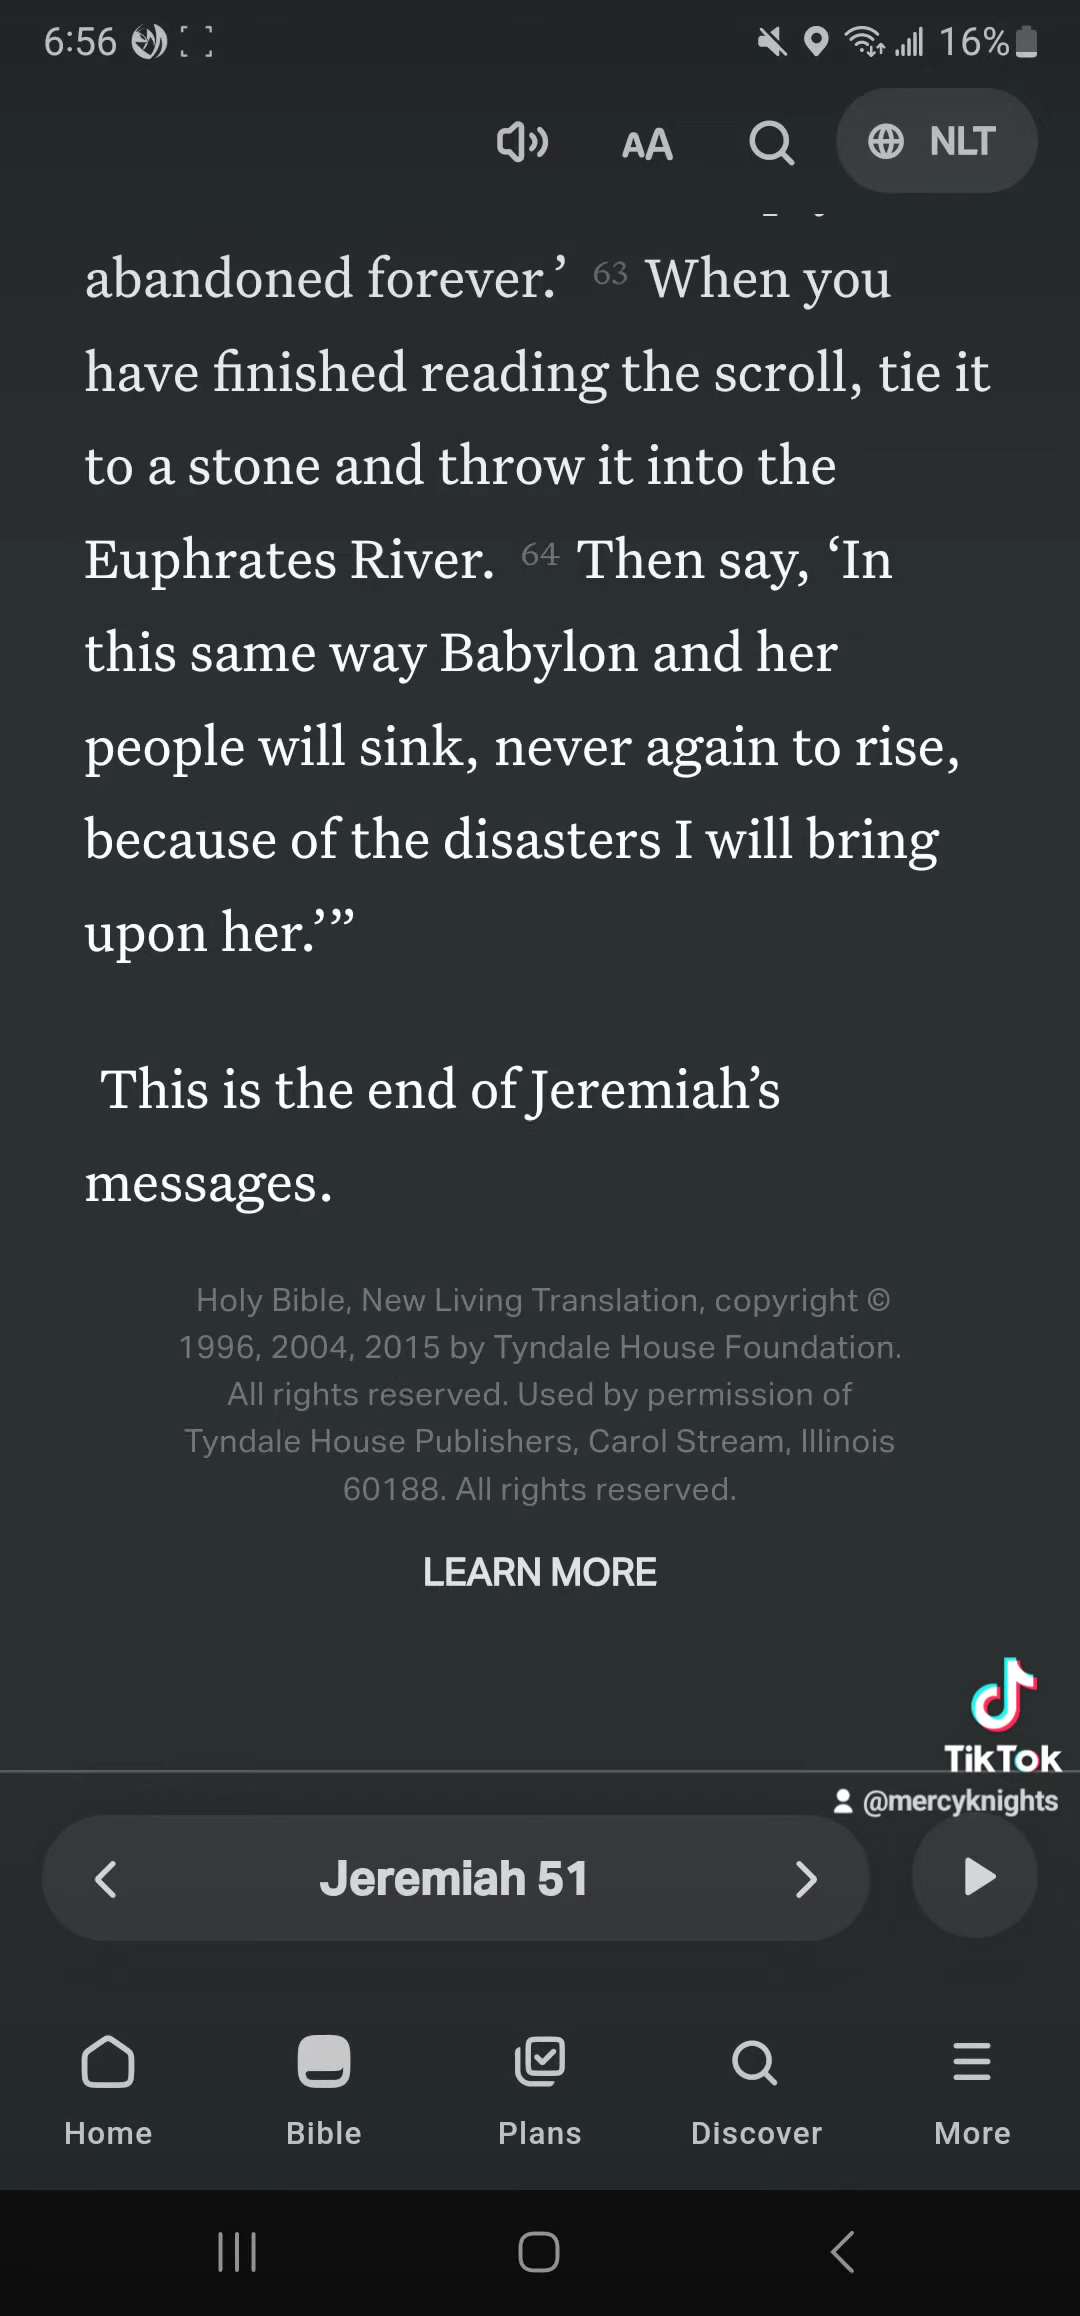 6:56
16%
AA
NLT
abandoned forever.’ 63 When you
have finished reading the scroll, tie it
to a stone and throw it into the
Euphrates River. 64 Then say, ‘In
this same way Babylon and her
people will sink, never again to rise,
because of the disasters I will bring
upon her.’”
This is the end of Jeremiah’s
messages.
Holy Bible, New Living Translation, copyright ©
1996, 2004, 2015 by Tyndale House Foundation.
All rights reserved. Used by permission of
Tyndale House Publishers, Carol Stream, Illinois
60188. All rights reserved.
LEARN MORE
TikTok
@mercyknights
Jeremiah 51
Home Bible Plans Discover More